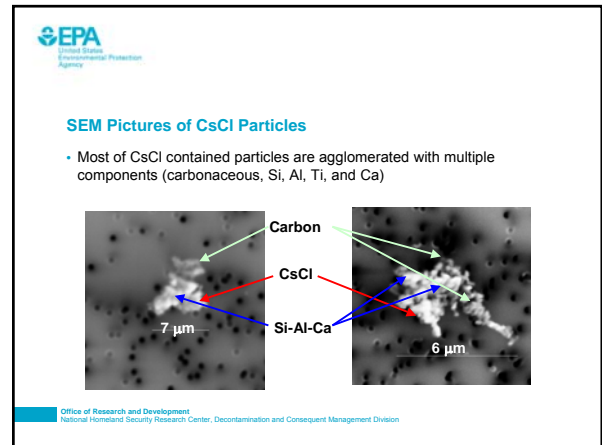 EPA
United States
Environmental Protection
Agency
SEM Pictures of CsCl Particles
• Most of CsCl contained particles are agglomerated with multiple
components (carbonaceous, Si, Al, Ti, and Ca)
Carbon
CsCl
Si-Al-Ca
7 μm
6 μm
Office of Research and Development
National Homeland Security Research Center, Decontamination and Consequent Management Division